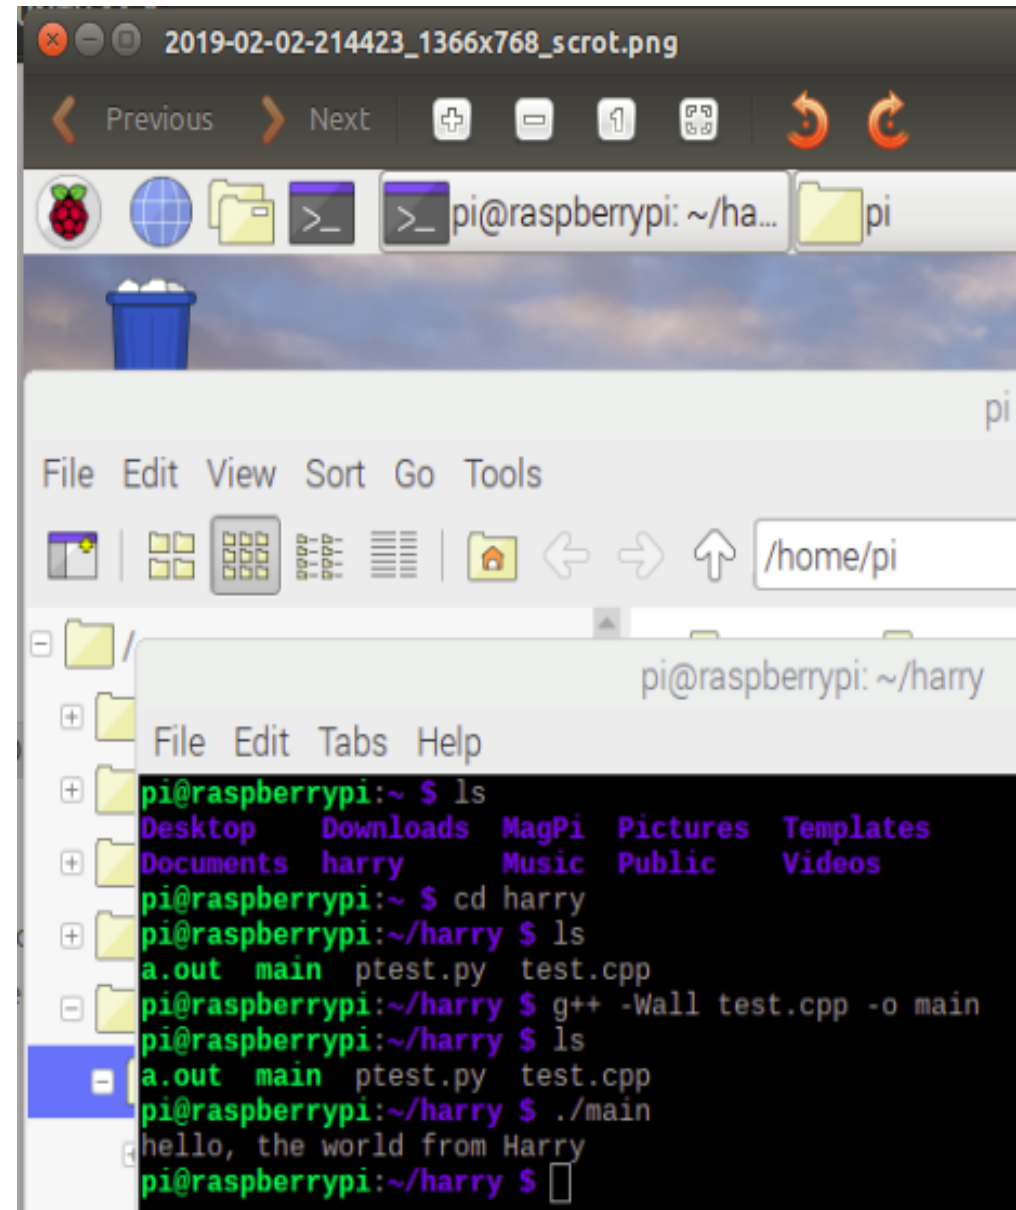 2019-02-02-214423_1366x768_scrot.png
Previous Next
pi@raspberrypi: ~/ha... pi
pi
File Edit View Sort Go Tools
/home/pi
/
pi@raspberrypi: ~/harry
File Edit Tabs Help
pi@raspberrypi:~ $ ls
Desktop Downloads MagPi Pictures Templates
Documents harry Music Public Videos
pi@raspberrypi:~ $ cd harry
pi@raspberrypi:~/harry $ ls
a.out main ptest.py test.cpp
pi@raspberrypi:~/harry $ g++ -Wall test.cpp -o main
pi@raspberrypi:~/harry $ ls
a.out main ptest.py test.cpp
pi@raspberrypi:~/harry $ ./main
hello, the world from Harry
pi@raspberrypi:~/harry $